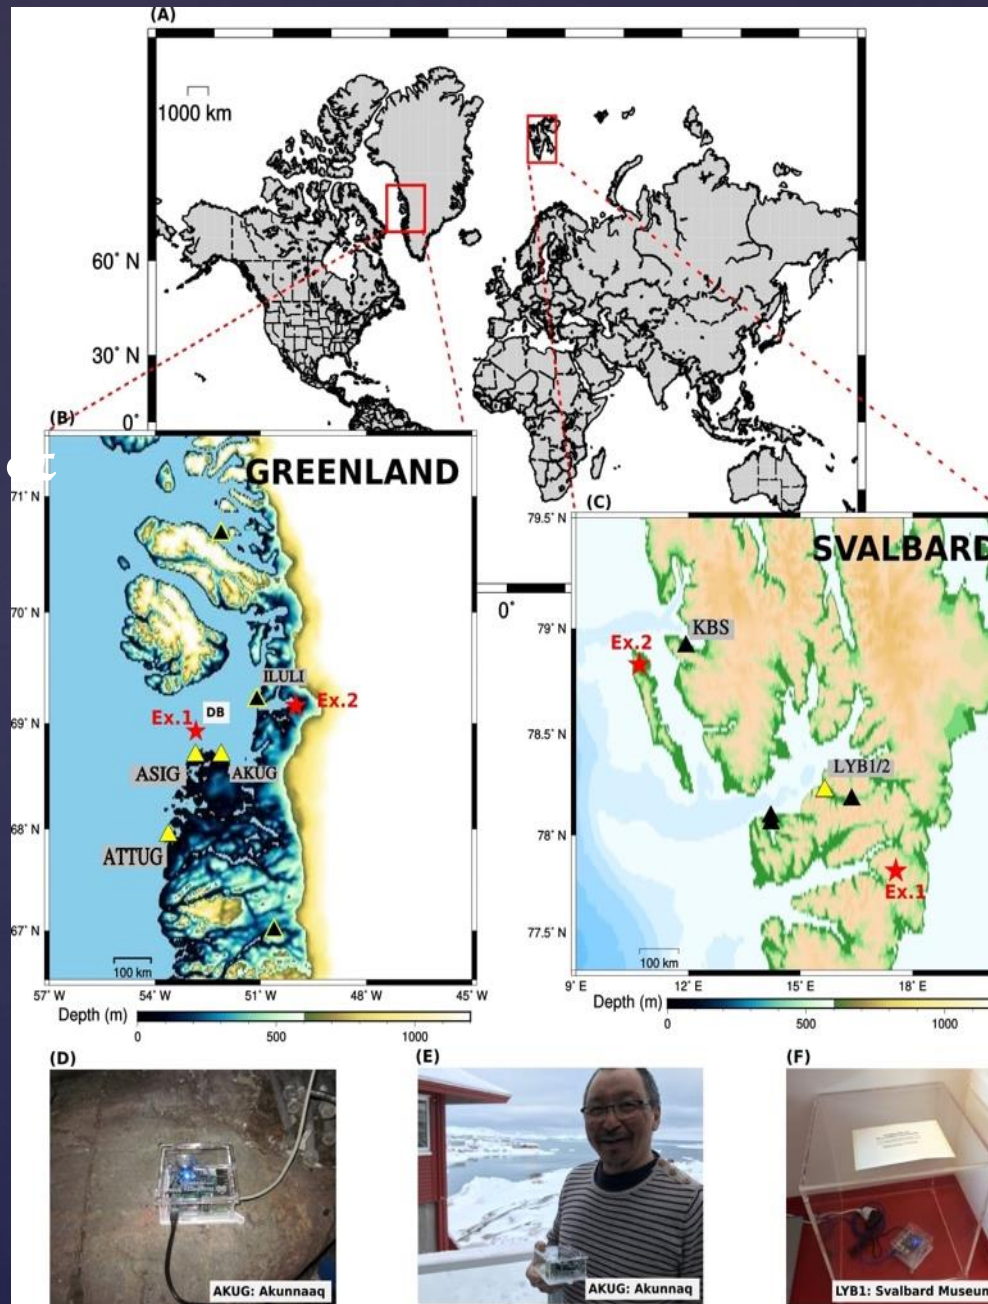 (A)
1000 km
60° N
30° N
0°
0°
(B)
GREENLAND
71° N
70° N
69° N
68° N
67° N
ILULI
Ex.2
DB
Ex.1
ASIG
AKUG
ATTUG
100 km
57° W
54° W
51° W
48° W
45° W
Depth (m)
0
500
1000
(C)
SVALBARD
79.5° N
79° N
78.5° N
78° N
77.5° N
KBS
Ex.2
LYB1/2
Ex.1
100 km
9° E
12° E
15° E
18° E
Depth (m)
0
500
1000
(D)
AKUG: Akunnaaq
(E)
AKUG: Akunnaq
(F)
LYB1: Svalbard Museum